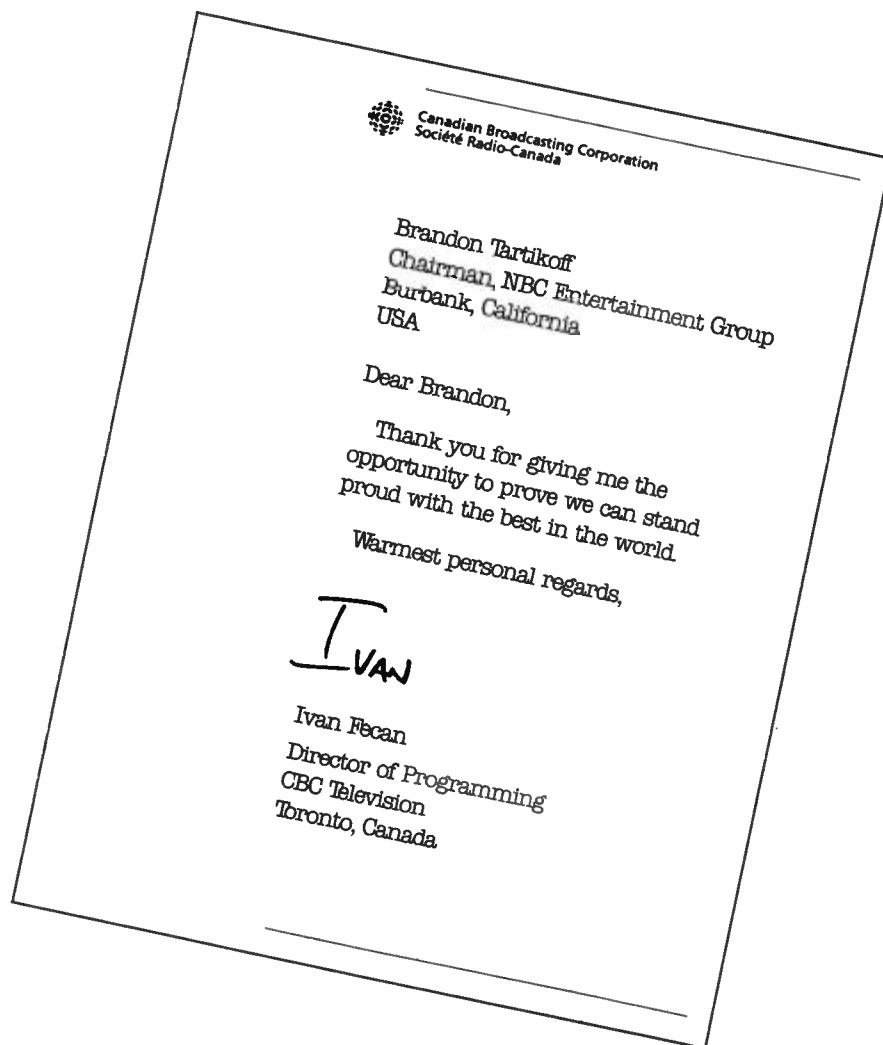 Canadian Broadcasting Corporation
Société Radio-Canada
Brandon Tartikoff
Chairman, NBC Entertainment Group
Burbank, California
USA
Dear Brandon,
Thank you for giving me the
opportunity to prove we can stand
proud with the best in the world.
Warmest personal regards,
IVAN
Ivan Fecan
Director of Programming
CBC Television
Toronto, Canada